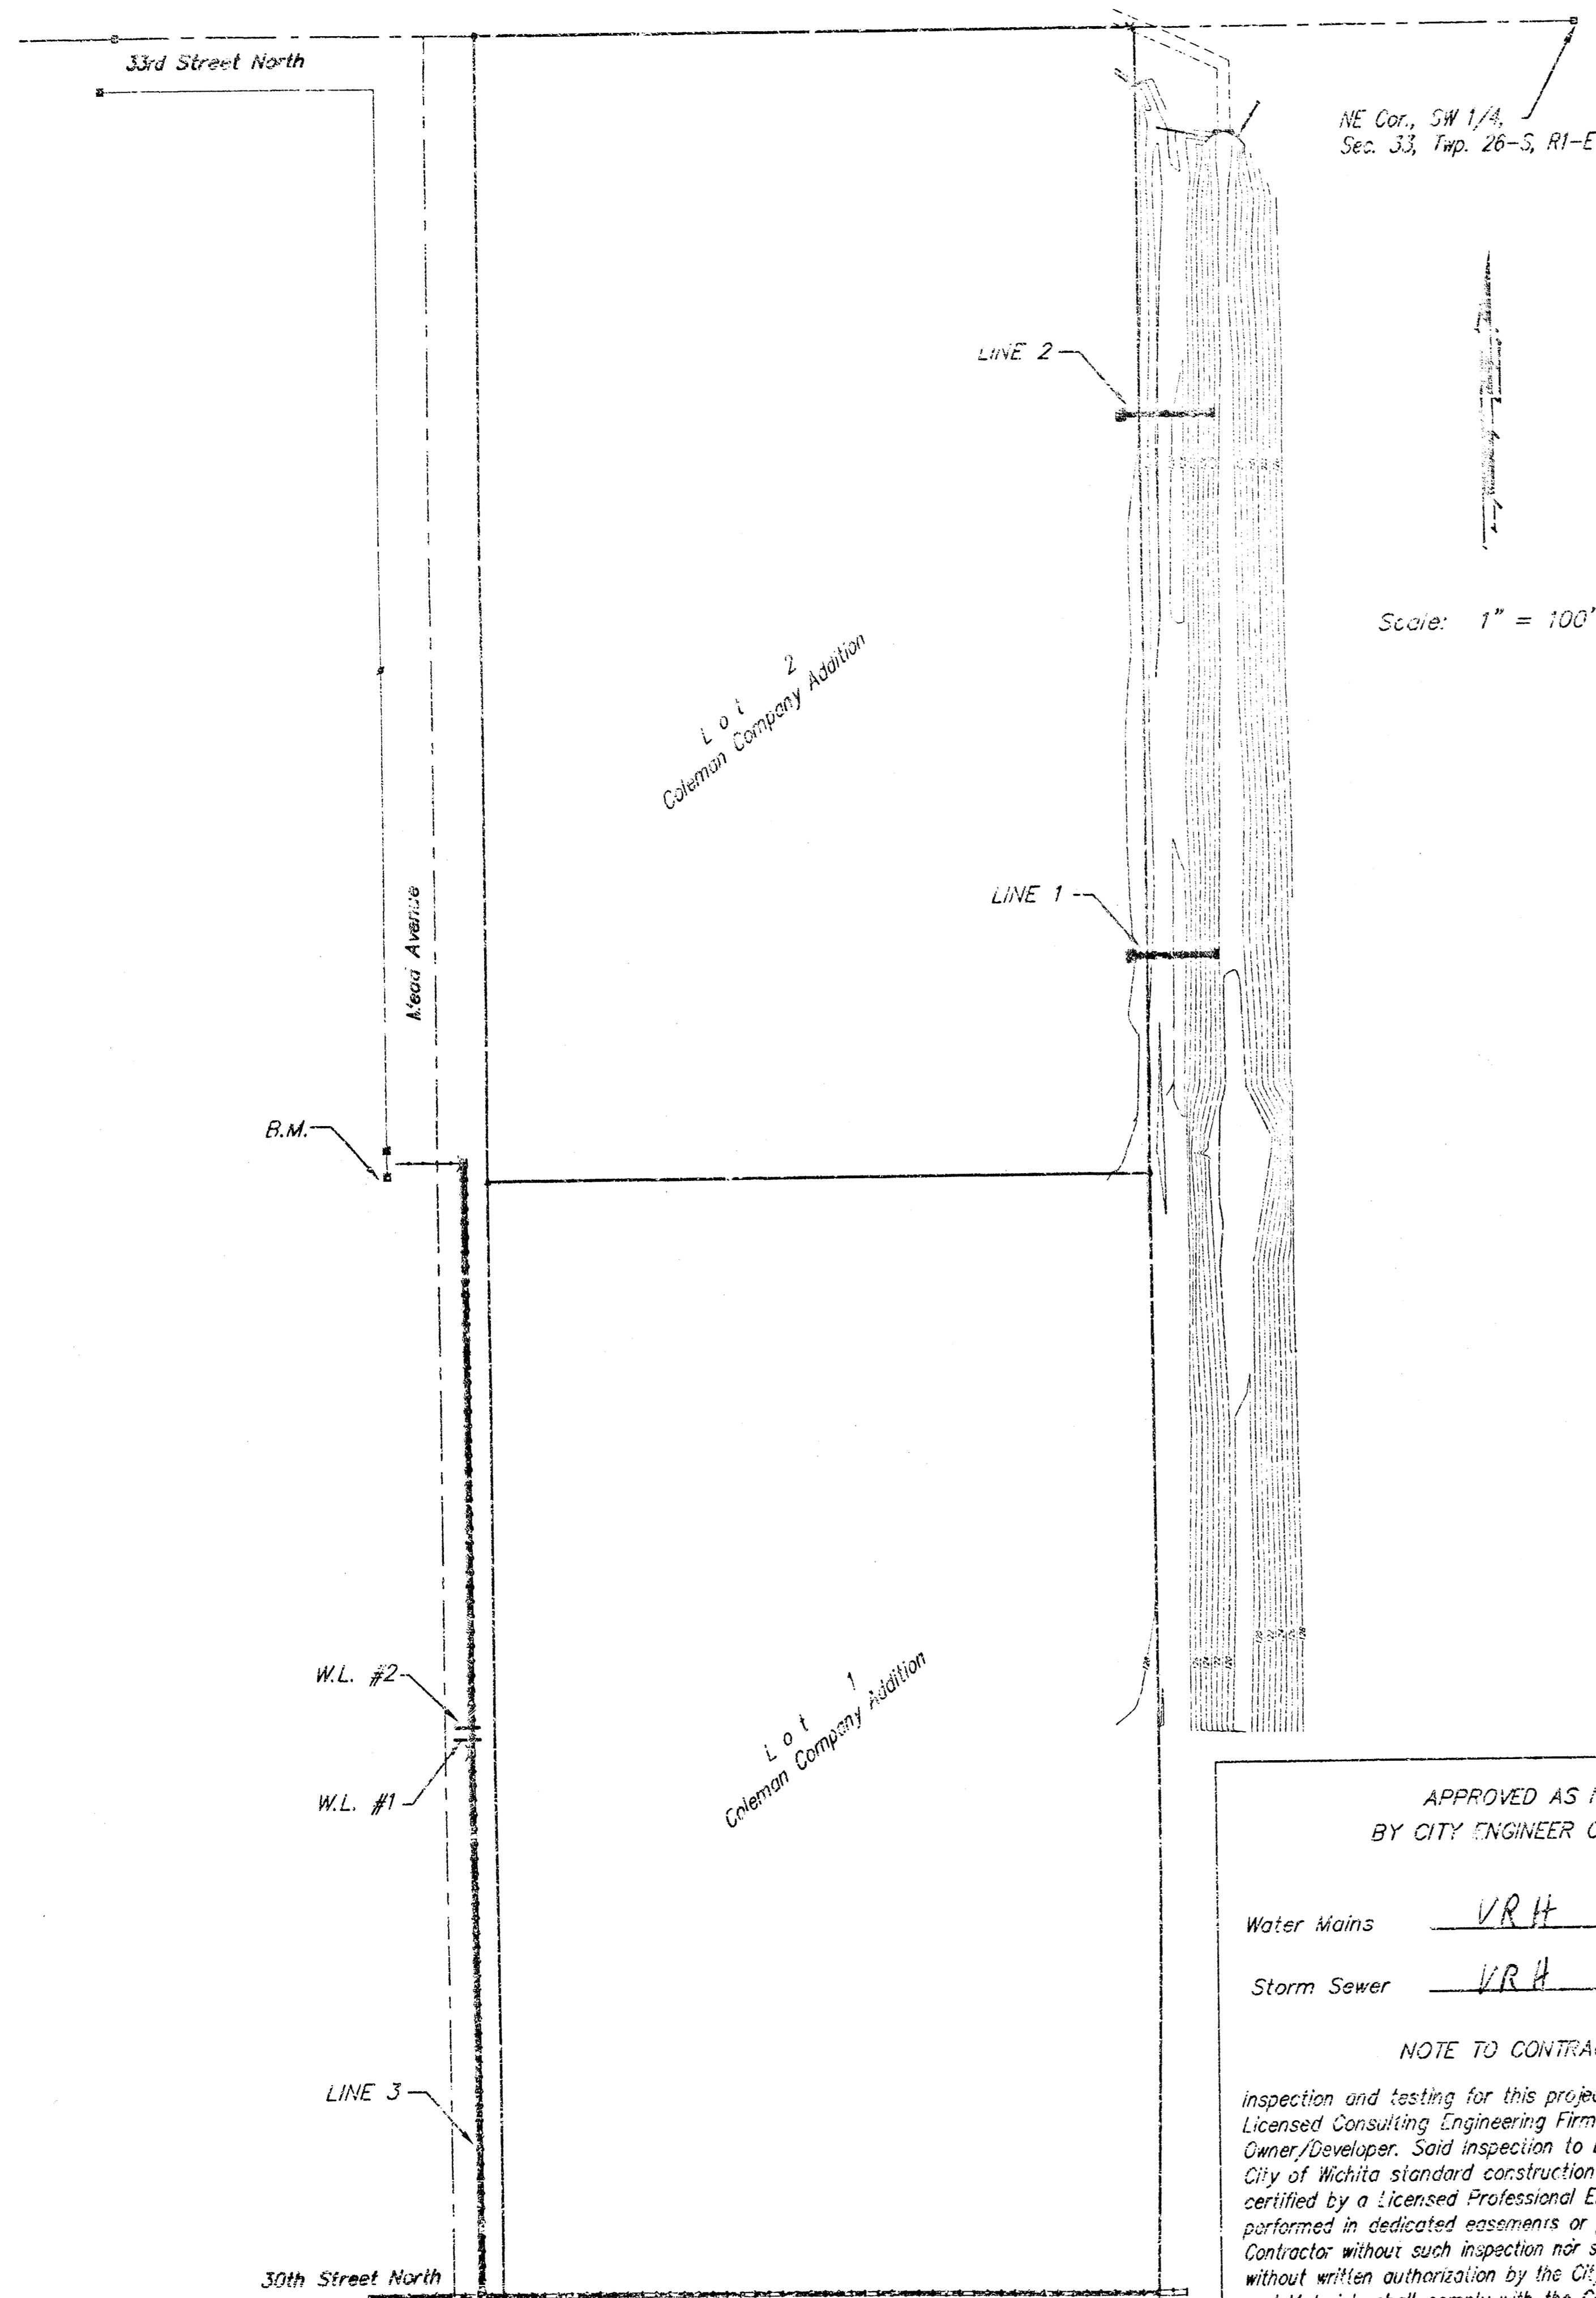 33rd Street North
NE Cor., SW 1/4,
Sec. 33, Twp. 26-S, R1-E
LINE 2
Scale: 1" = 100'
Lot 2
Coleman Company Addition
LINE 1
Mead Avenue
B.M.
W.L. #2
W.L. #1
Lot 1
Coleman Company Addition
120
APPROVED AS
BY CITY ENGINEER
Water Mains VRH
Storm Sewer VRH
NOTE TO CONTRA
LINE 3
Inspection and testing for this projec
Licensed Consulting Engineering Firm
Owner/Developer. Said inspection to
City of Wichita standard construction
certified by a Licensed Professional E
performed in dedicated easements or
Contractor without such inspection nor s
without written authorization by the Cit
30th Street North